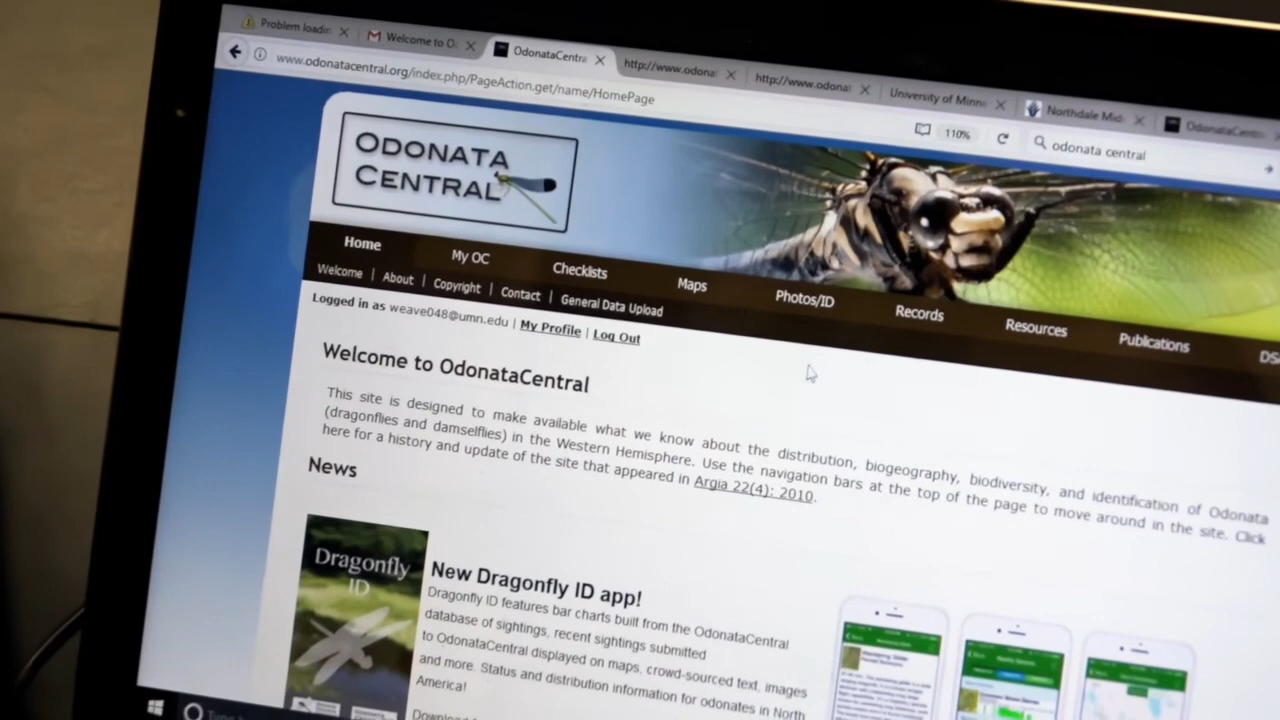 Problem loadin
Welcome to O
OdonataCentra
http://www.odona
http://www.odonat
University of Minne
Northdale Mid
OdonataCentra
www.odonatacentral.org/index.php/PageAction.get/name/HomePage
110%
odonata central
ODONATA
CENTRAL
Home
My OC
Checklists
Maps
Photos/ID
Records
Resources
Publications
DS
Welcome | About | Copyright | Contact | General Data Upload
Logged in as weave048@umn.edu | My Profile | Log Out
Welcome to OdonataCentral
This site is designed to make available what we know about the distribution, biogeography, biodiversity, and identification of Odonata
(dragonflies and damselflies) in the Western Hemisphere. Use the navigation bars at the top of the page to move around in the site. Click
here for a history and update of the site that appeared in Argia 22(4): 2010.
News
Dragonfly
ID
New Dragonfly ID app!
Dragonfly ID features bar charts built from the OdonataCentral
database of sightings, recent sightings submitted
to OdonataCentral displayed on maps, crowd-sourced text, images
and more. Status and distribution information for odonates in North
America!